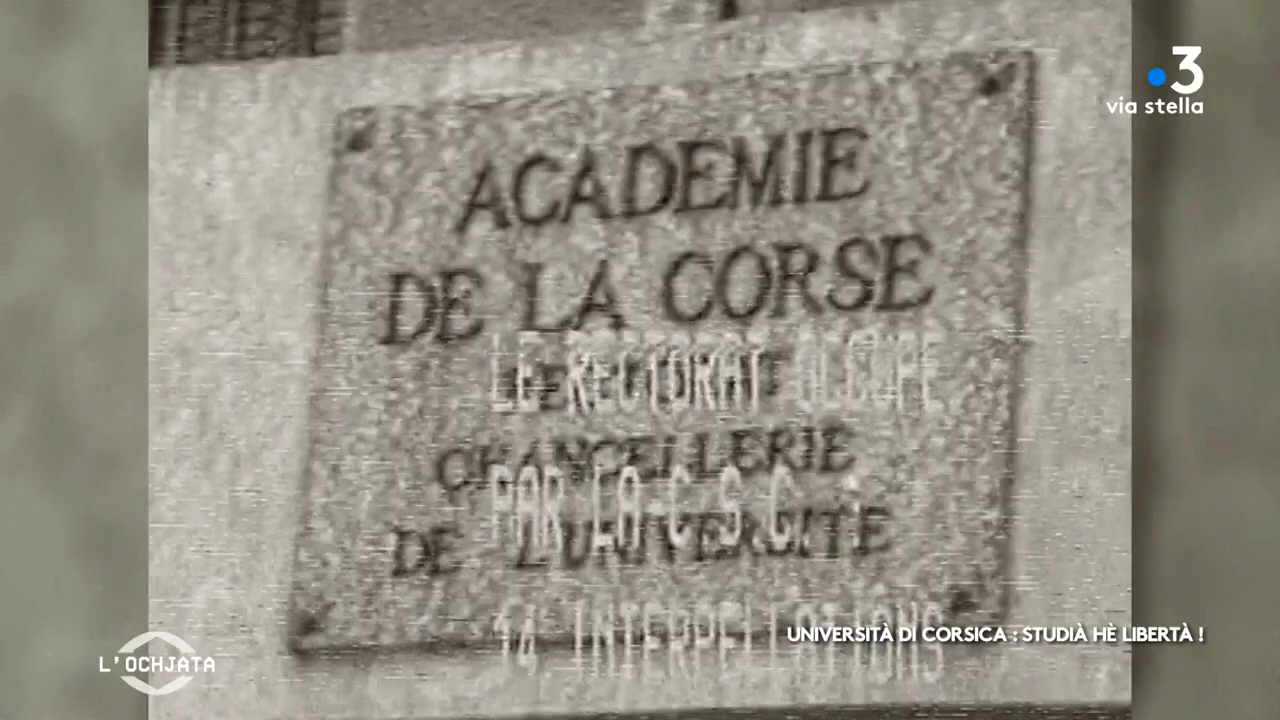 3
via stella
ACADEMIE
DE LA CORSE
LE RECTORAT OCCUPE
CHANCELLERIE
PAR LA C.S.C.
DE L'UNIVERSITE
14 INTERPELLATIONS
UNIVERSITÀ DI CORSICA : STUDIÀ HÈ LIBERTÀ !
L'OCHJATA